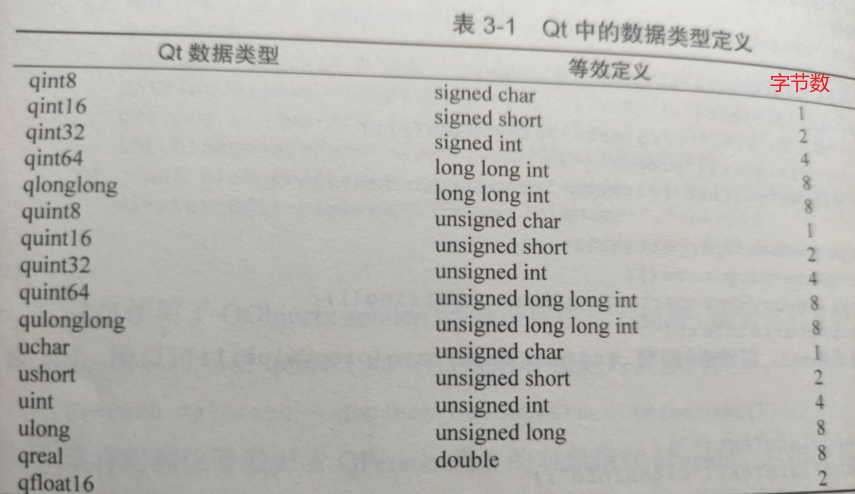 表 3-1 Qt 中的数据类型定义
Qt 数据类型 等效定义 字节数
qint8 signed char 1
qint16 signed short 2
qint32 signed int 4
qint64 long long int 8
qlonglong long long int 8
quint8 unsigned char 1
quint16 unsigned short 2
quint32 unsigned int 4
quint64 unsigned long long int 8
qulonglong unsigned long long int 8
uchar unsigned char 1
ushort unsigned short 2
uint unsigned int 4
ulong unsigned long 8
qreal double 8
qfloat16 2